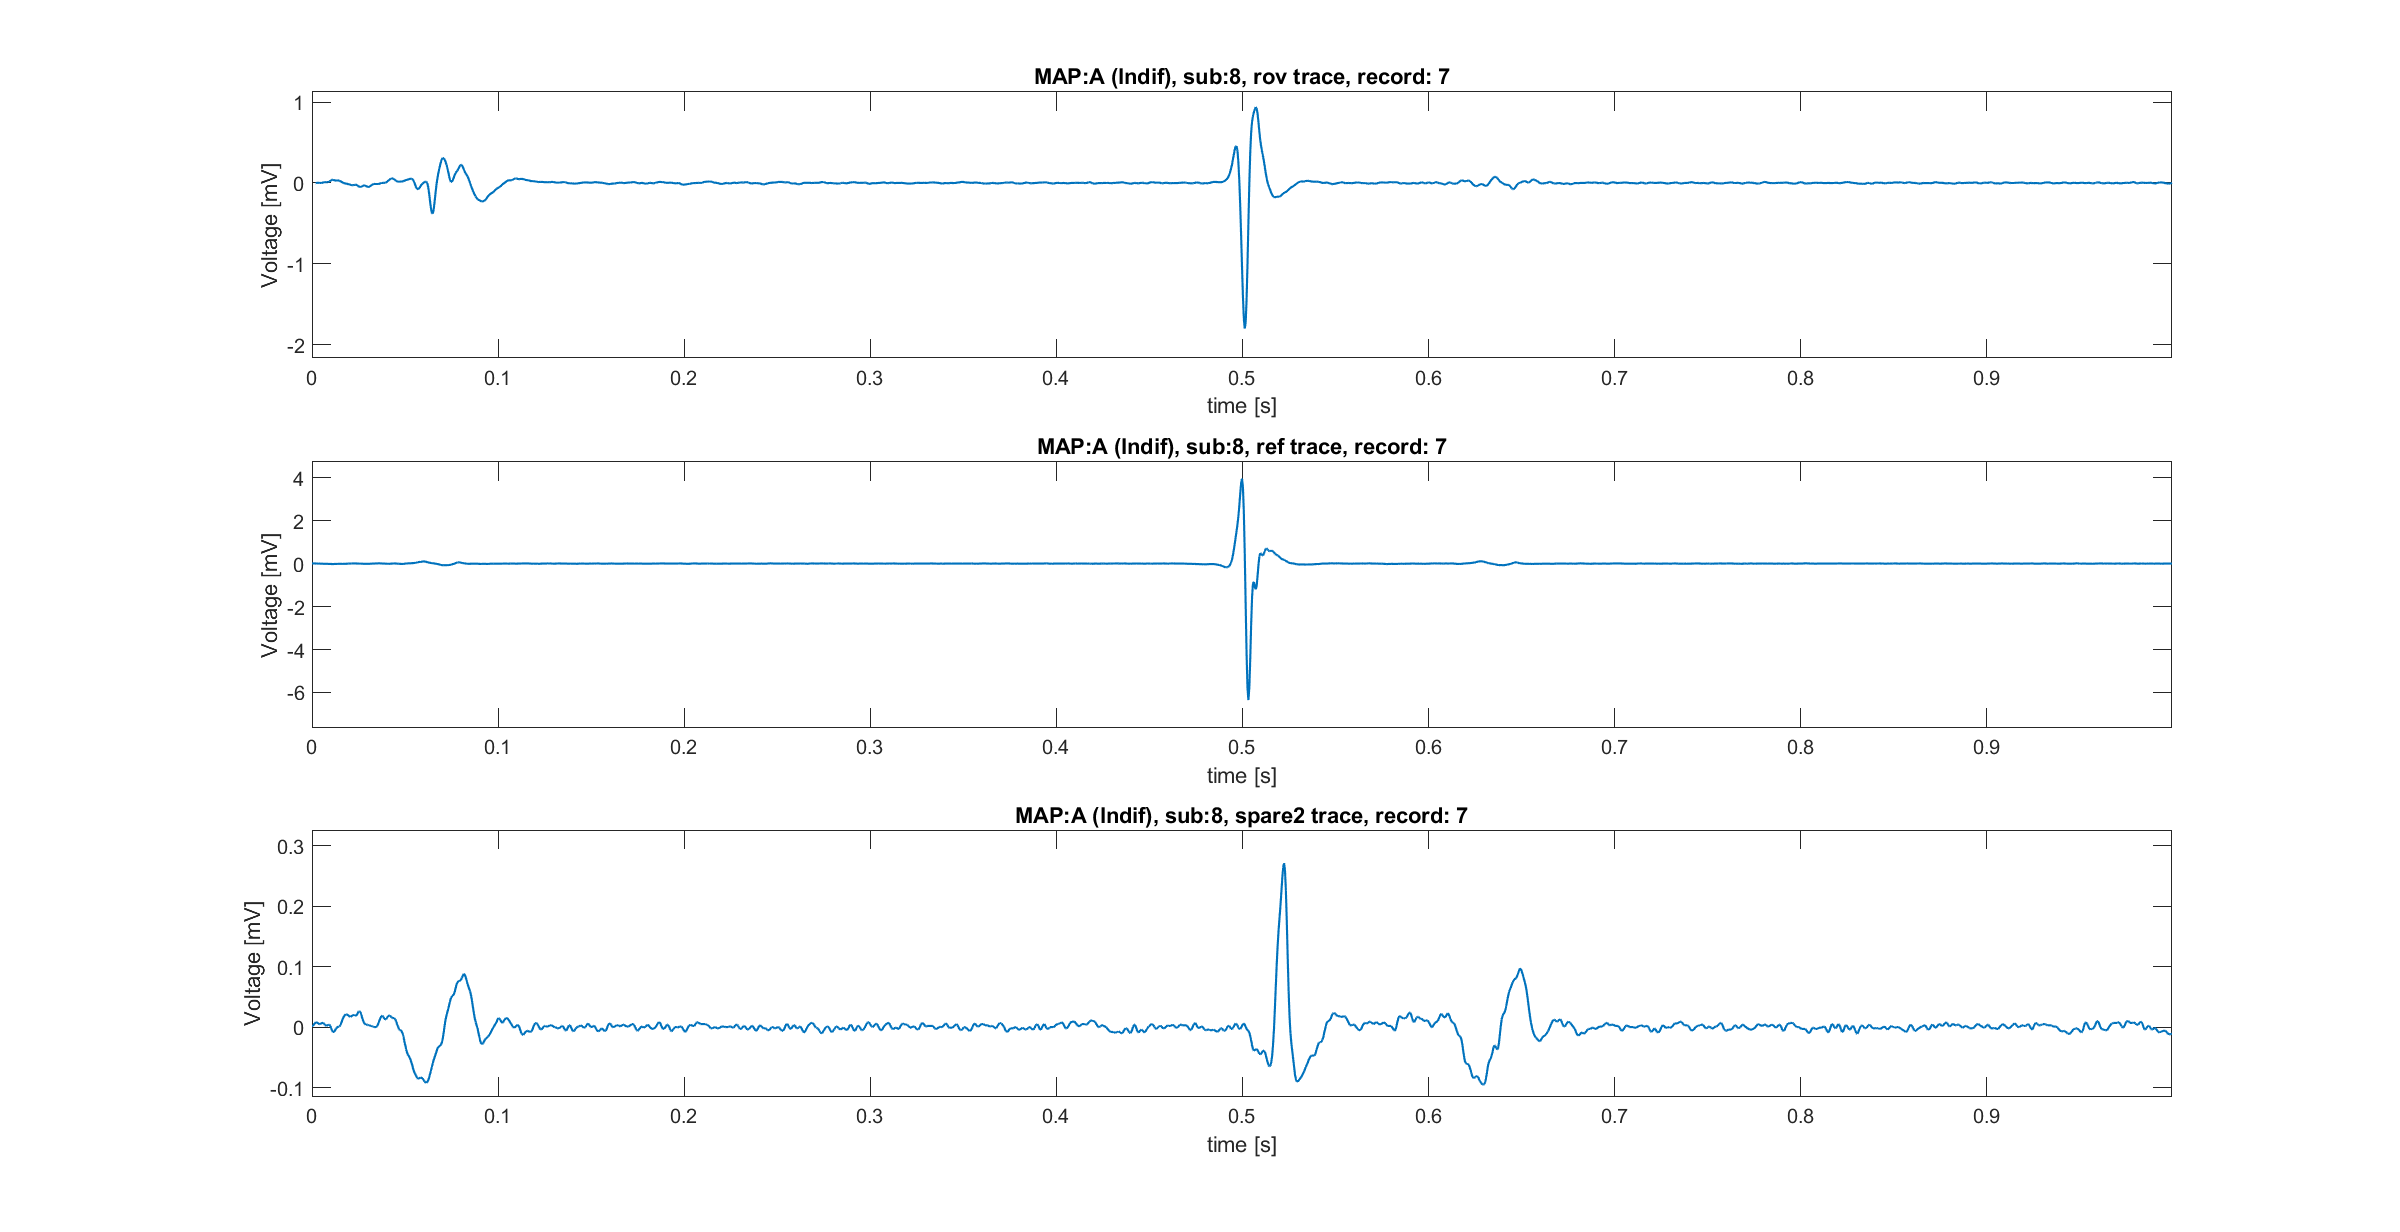 MAP:A (Indif), sub:8, rov trace, record: 7
Voltage [mV]
1
0
-1
-2
0 0.1 0.2 0.3 0.4 0.5 0.6 0.7 0.8 0.9
time [s]
MAP:A (Indif), sub:8, ref trace, record: 7
Voltage [mV]
4
2
0
-2
-4
-6
0 0.1 0.2 0.3 0.4 0.5 0.6 0.7 0.8 0.9
time [s]
MAP:A (Indif), sub:8, spare2 trace, record: 7
Voltage [mV]
0.3
0.2
0.1
0
-0.1
0 0.1 0.2 0.3 0.4 0.5 0.6 0.7 0.8 0.9
time [s]